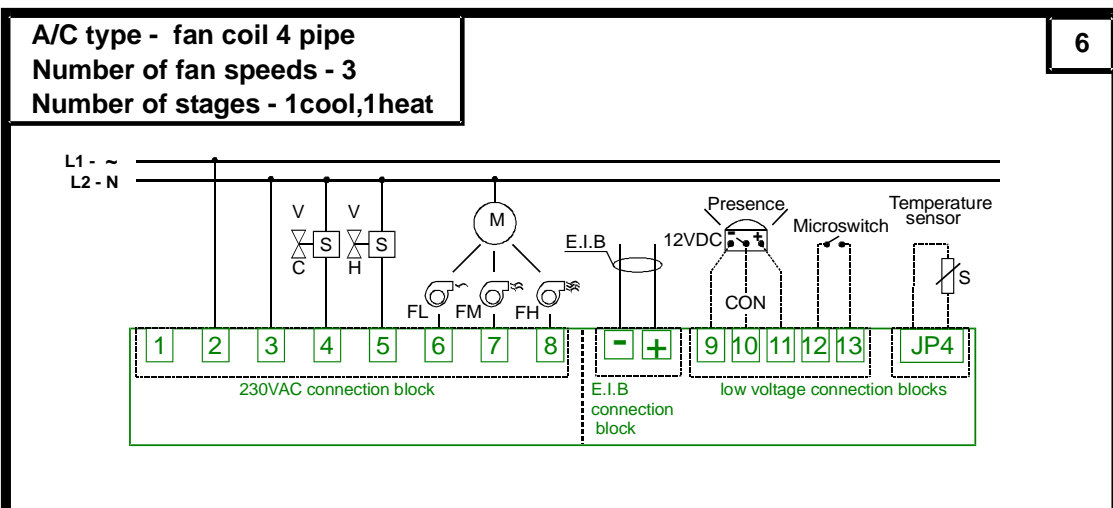 A/C type -  fan coil 4 pipe
Number of fan speeds - 3
Number of stages - 1cool,1heat
6
L1 - ~
L2 - N
V
S
C
V
S
H
M
FL
FM
FH
E.I.B
Presence
12VDC
- +
CON
Microswitch
Temperature
sensor
S
1 2 3 4 5 6 7 8 - + 9 10 11 12 13 JP4
230VAC connection block
E.I.B
connection
block
low voltage connection blocks